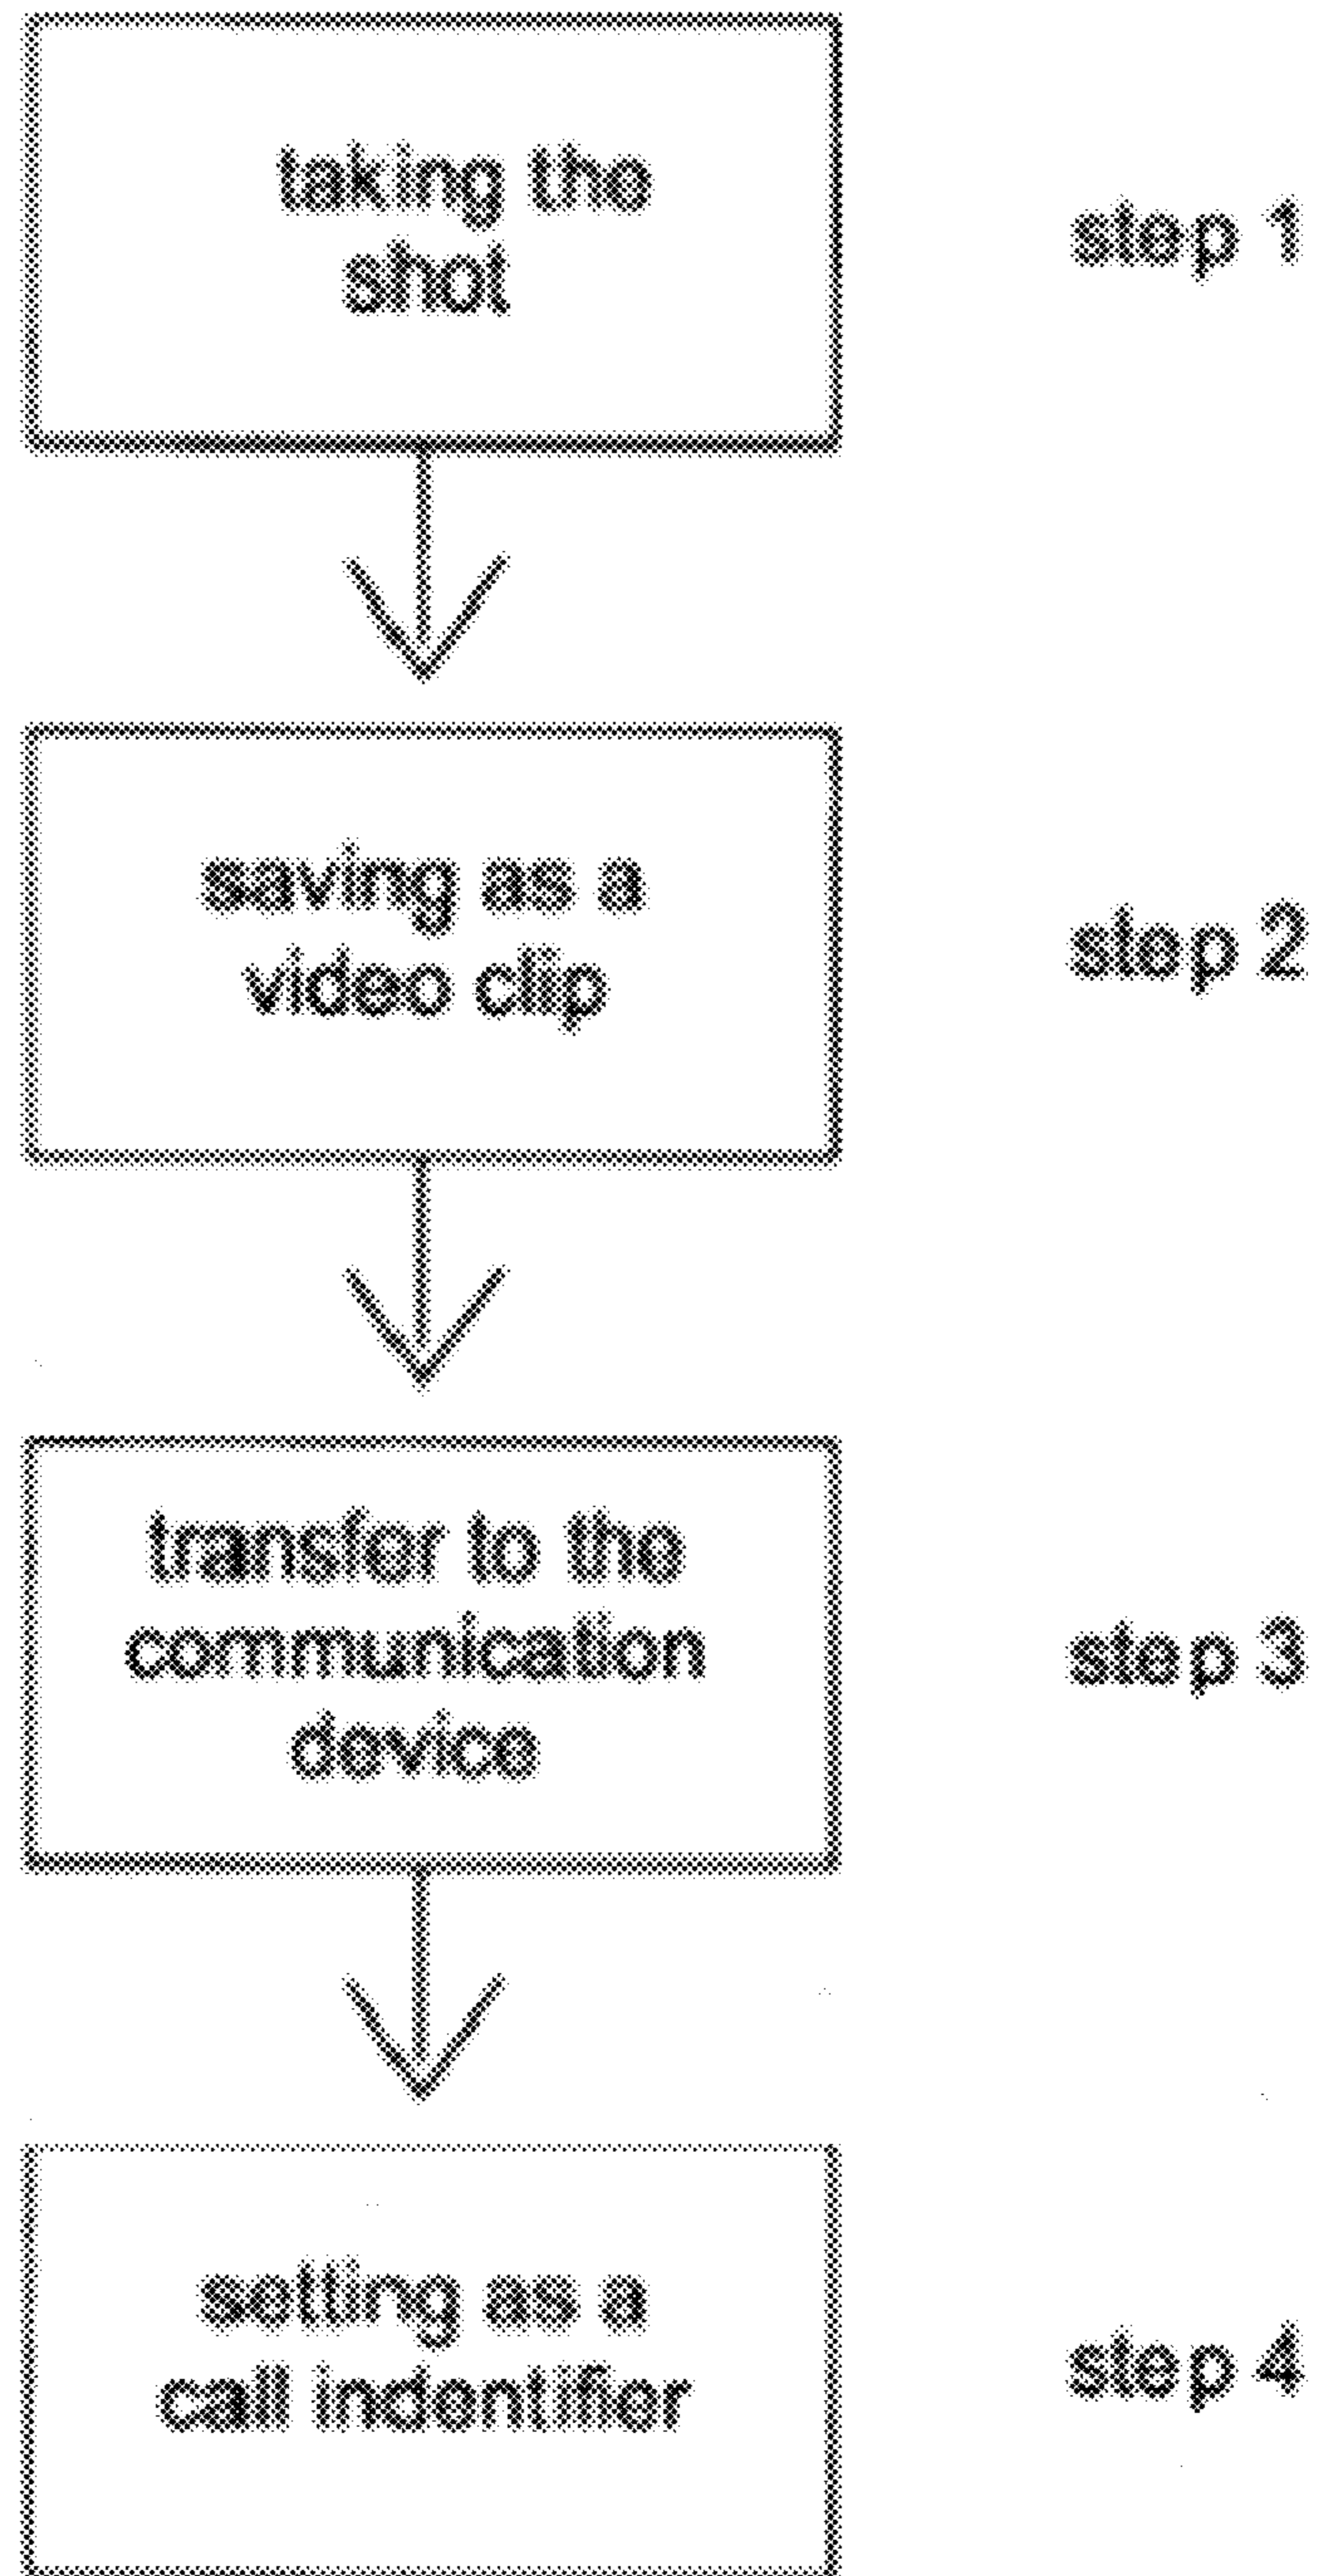 taking the
shot
step 1
saving as a
video clip
step 2
transfer to the
communication
device
step 3
setting as a
call indentifier
step 4